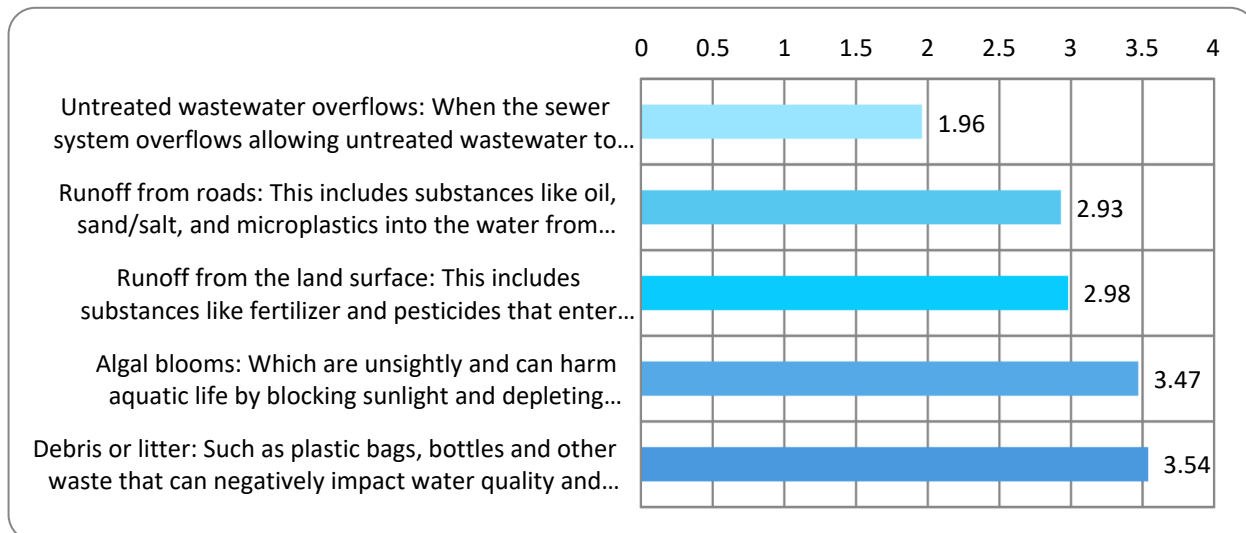 0 0.5 1 1.5 2 2.5 3 3.5 4
Untreated wastewater overflows: When the sewer
system overflows allowing untreated wastewater to…
1.96
Runoff from roads: This includes substances like oil,
sand/salt, and microplastics into the water from…
2.93
Runoff from the land surface: This includes
substances like fertilizer and pesticides that enter…
2.98
Algal blooms: Which are unsightly and can harm
aquatic life by blocking sunlight and depleting…
3.47
Debris or litter: Such as plastic bags, bottles and other
waste that can negatively impact water quality and…
3.54